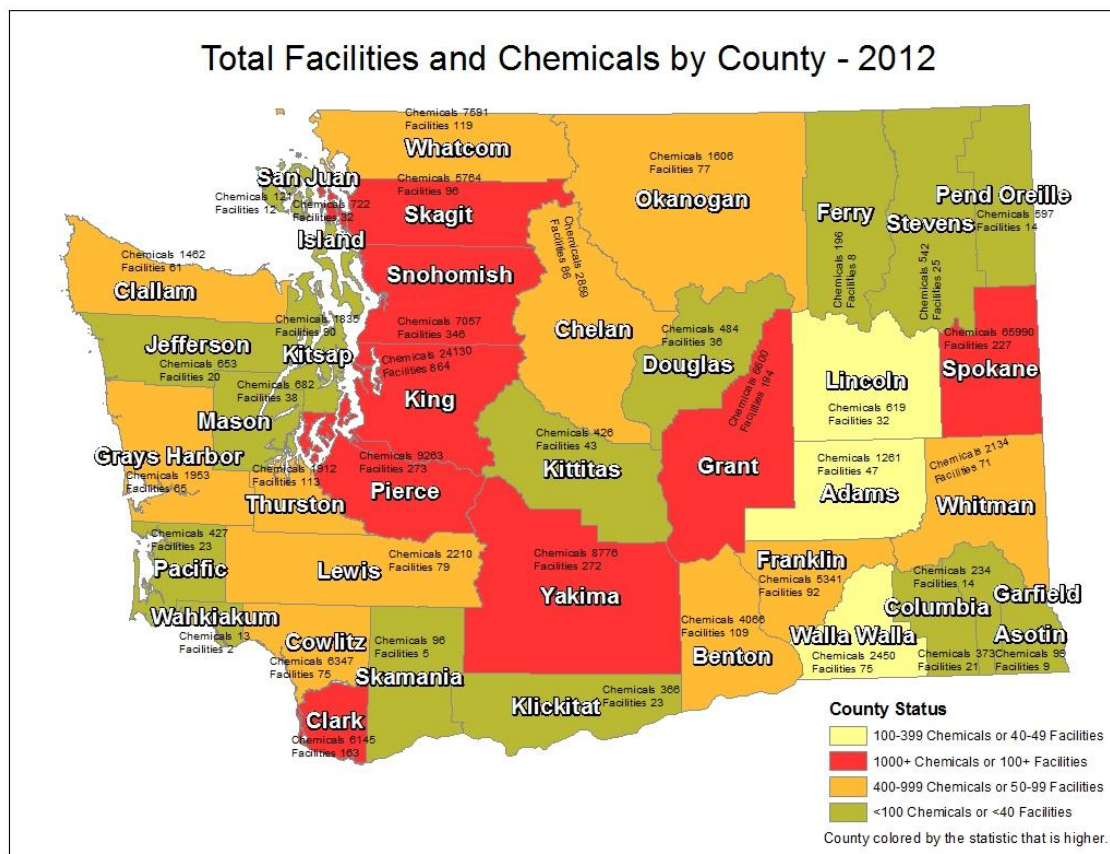 Total Facilities and Chemicals by County - 2012
Chemicals 7591
Facilities 119
Whatcom
San Juan
Chemicals 121
Facilities 12
Chemicals 722
Facilities 32
Island
Chemicals 5764
Facilities 96
Skagit
Chemicals 1606
Facilities 77
Okanogan
Ferry
Chemicals 196
Facilities 8
Stevens
Chemicals 542
Facilities 25
Pend Oreille
Chemicals 597
Facilities 14
Chemicals 1462
Facilities 61
Clallam
Snohomish
Chemicals 7057
Facilities 346
Chemicals 2859
Facilities 86
Chelan
Jefferson
Chemicals 653
Facilities 20
Chemicals 1835
Facilities 90
Kitsap
Chemicals 24130
Facilities 864
King
Chemicals 484
Facilities 36
Douglas
Chemicals 6600
Facilities 194
Grant
Lincoln
Chemicals 619
Facilities 32
Chemicals 65990
Facilities 227
Spokane
Chemicals 682
Facilities 38
Mason
Grays Harbor
Chemicals 1953
Facilities 65
Chemicals 1912
Facilities 113
Thurston
Chemicals 9263
Facilities 273
Pierce
Chemicals 426
Facilities 43
Kittitas
Chemicals 1261
Facilities 47
Adams
Chemicals 2134
Facilities 71
Whitman
Chemicals 427
Facilities 23
Pacific
Lewis
Chemicals 2210
Facilities 79
Chemicals 8776
Facilities 272
Yakima
Franklin
Chemicals 5341
Facilities 92
Chemicals 234
Facilities 14
Columbia
Garfield
Wahkiakum
Chemicals 13
Facilities 2
Cowlitz
Chemicals 6347
Facilities 75
Chemicals 96
Facilities 5
Skamania
Chemicals 4066
Facilities 109
Benton
Walla Walla
Chemicals 2450
Facilities 75
Chemicals 373
Facilities 21
Asotin
Chemicals 95
Facilities 9
Clark
Chemicals 6145
Facilities 163
Klickitat
Chemicals 366
Facilities 23
County Status
100-399 Chemicals or 40-49 Facilities
1000+ Chemicals or 100+ Facilities
400-999 Chemicals or 50-99 Facilities
<100 Chemicals or <40 Facilities
County colored by the statistic that is higher.